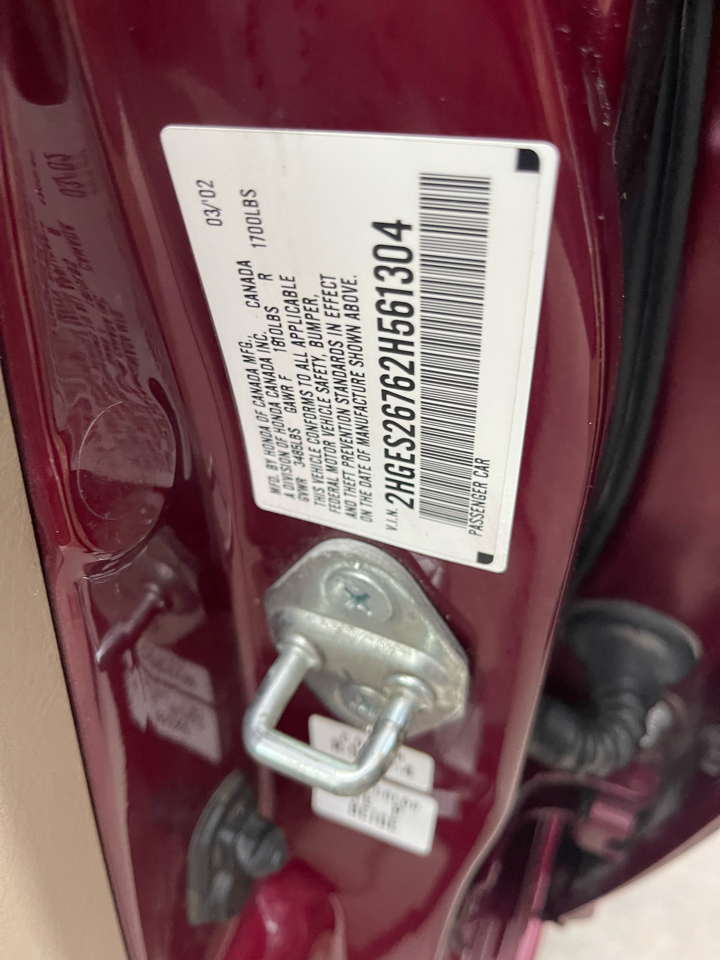 MFD. BY HONDA OF CANADA MFG., CANADA 03/'02
A DIVISION OF HONDA CANADA INC.
GVWR 3485LBS GAWR F 1810LBS R 1700LBS
THIS VEHICLE CONFORMS TO ALL APPLICABLE
FEDERAL MOTOR VEHICLE SAFETY, BUMPER,
AND THEFT PREVENTION STANDARDS IN EFFECT
ON THE DATE OF MANUFACTURE SHOWN ABOVE.
V.I.N. 2HGES26762H561304
PASSENGER CAR